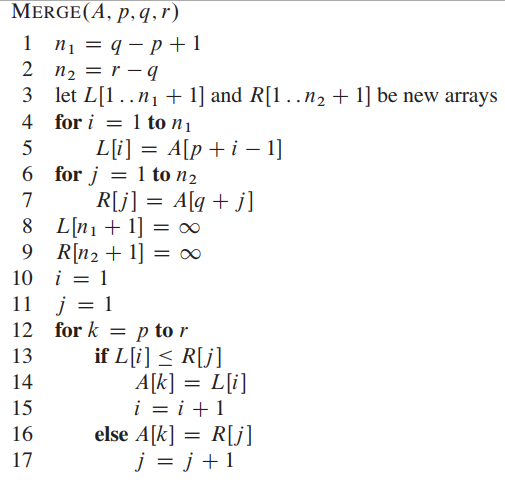 MERGE(A, p, q, r)
1 n₁ = q − p + 1
2 n₂ = r − q
3 let L[1 . . n₁ + 1] and R[1 . . n₂ + 1] be new arrays
4 for i = 1 to n₁
5 L[i] = A[p + i − 1]
6 for j = 1 to n₂
7 R[j] = A[q + j]
8 L[n₁ + 1] = ∞
9 R[n₂ + 1] = ∞
10 i = 1
11 j = 1
12 for k = p to r
13 if L[i] ≤ R[j]
14 A[k] = L[i]
15 i = i + 1
16 else A[k] = R[j]
17 j = j + 1